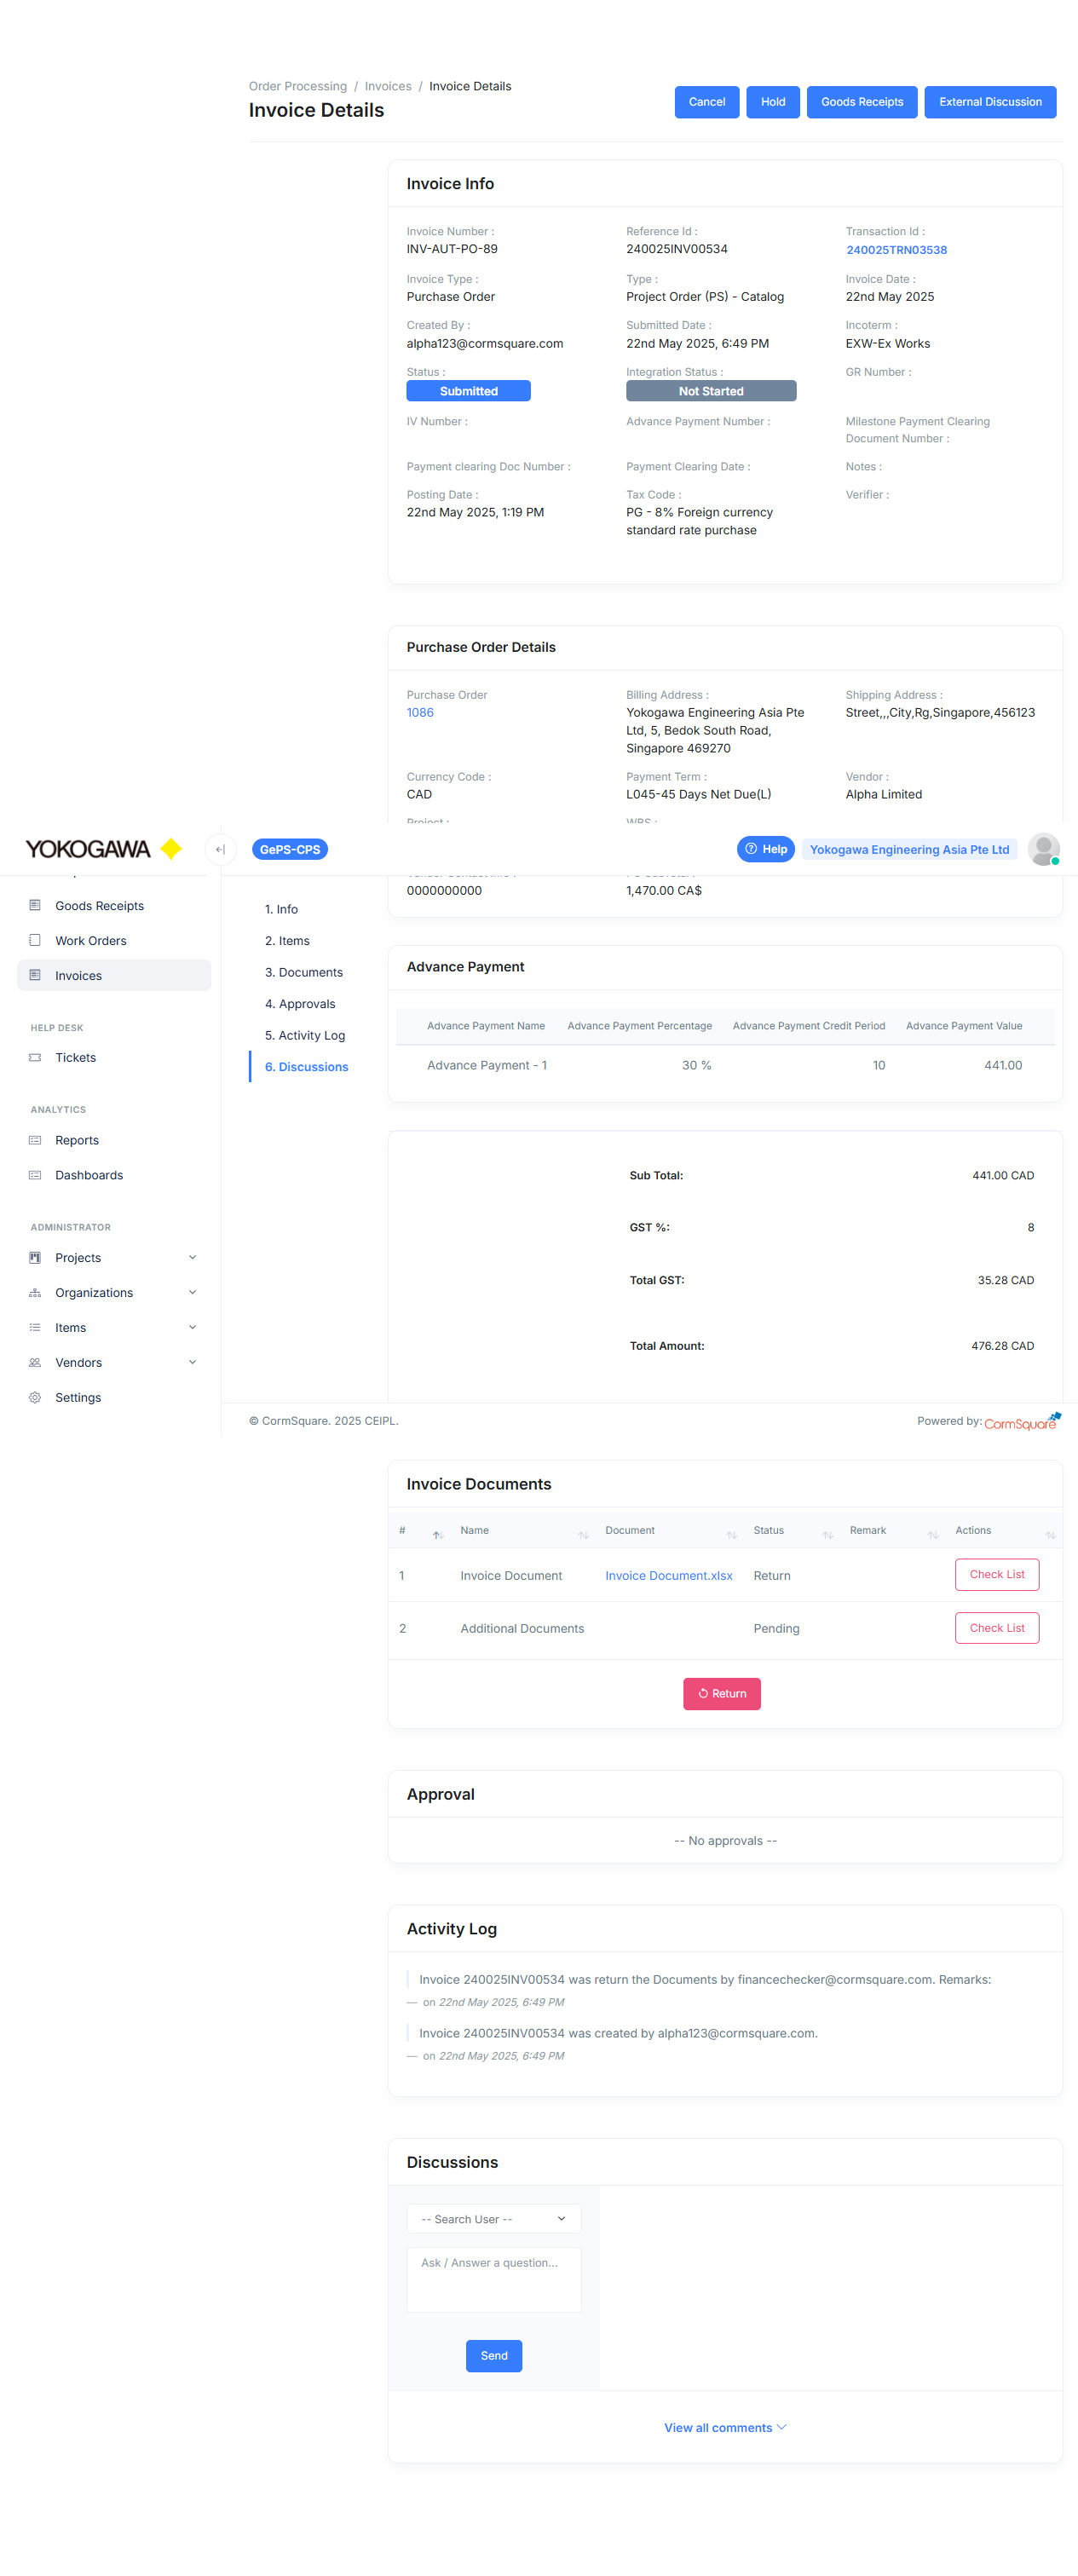 Order Processing / Invoices / Invoice Details
Invoice Details
Cancel
Hold
Goods Receipts
External Discussion
Invoice Info
Invoice Number :
INV-AUT-PO-89
Reference Id :
240025INV00534
Transaction Id :
240025TRN03538
Invoice Type :
Purchase Order
Type :
Project Order (PS) - Catalog
Invoice Date :
22nd May 2025
Created By :
alpha123@cormsquare.com
Submitted Date :
22nd May 2025, 6:49 PM
Incoterm :
EXW-Ex Works
Status :
Submitted
Integration Status :
Not Started
GR Number :
IV Number :
Advance Payment Number :
Milestone Payment Clearing
Document Number :
Payment clearing Doc Number :
Payment Clearing Date :
Notes :
Posting Date :
22nd May 2025, 1:19 PM
Tax Code :
PG - 8% Foreign currency
standard rate purchase
Verifier :
Purchase Order Details
Purchase Order
1086
Billing Address :
Yokogawa Engineering Asia Pte
Ltd, 5, Bedok South Road,
Singapore 469270
Shipping Address :
Street,,,City,Rg,Singapore,456123
Currency Code :
CAD
Payment Term :
L045-45 Days Net Due(L)
Vendor :
Alpha Limited
Project :
WBS :
YOKOGAWA
GePS-CPS
Help
Yokogawa Engineering Asia Pte Ltd
0000000000
1,470.00 CA$
Goods Receipts
Work Orders
Invoices
HELP DESK
Tickets
ANALYTICS
Reports
Dashboards
ADMINISTRATOR
Projects
Organizations
Items
Vendors
Settings
1. Info
2. Items
3. Documents
4. Approvals
5. Activity Log
6. Discussions
Advance Payment
Advance Payment Name Advance Payment Percentage Advance Payment Credit Period Advance Payment Value
Advance Payment - 1 30 % 10 441.00
Sub Total: 441.00 CAD
GST %: 8
Total GST: 35.28 CAD
Total Amount: 476.28 CAD
© CormSquare. 2025 CEIPL.
Powered by: CormSquare
Invoice Documents
# Name Document Status Remark Actions
1 Invoice Document Invoice Document.xlsx Return Check List
2 Additional Documents Pending Check List
Return
Approval
-- No approvals --
Activity Log
Invoice 240025INV00534 was return the Documents by financechecker@cormsquare.com. Remarks:
— on 22nd May 2025, 6:49 PM
Invoice 240025INV00534 was created by alpha123@cormsquare.com.
— on 22nd May 2025, 6:49 PM
Discussions
-- Search User --
Ask / Answer a question...
Send
View all comments